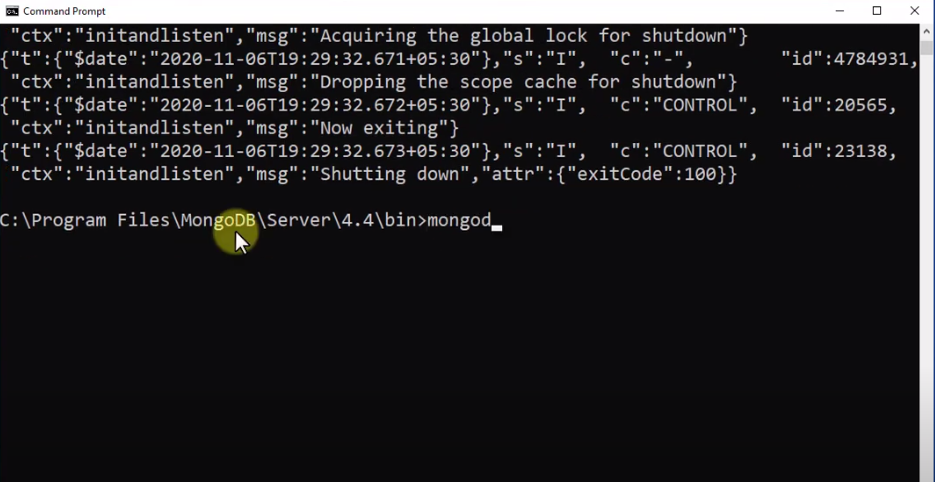 Command Prompt
"ctx":"initandlisten","msg":"Acquiring the global lock for shutdown"}
{"t":{"$date":"2020-11-06T19:29:32.671+05:30"},"s":"I", "c":"-", "id":4784931,
"ctx":"initandlisten","msg":"Dropping the scope cache for shutdown"}
{"t":{"$date":"2020-11-06T19:29:32.672+05:30"},"s":"I", "c":"CONTROL", "id":20565,
"ctx":"initandlisten","msg":"Now exiting"}
{"t":{"$date":"2020-11-06T19:29:32.673+05:30"},"s":"I", "c":"CONTROL", "id":23138,
"ctx":"initandlisten","msg":"Shutting down","attr":{"exitCode":100}}
C:\Program Files\MongoDB\Server\4.4\bin>mongod